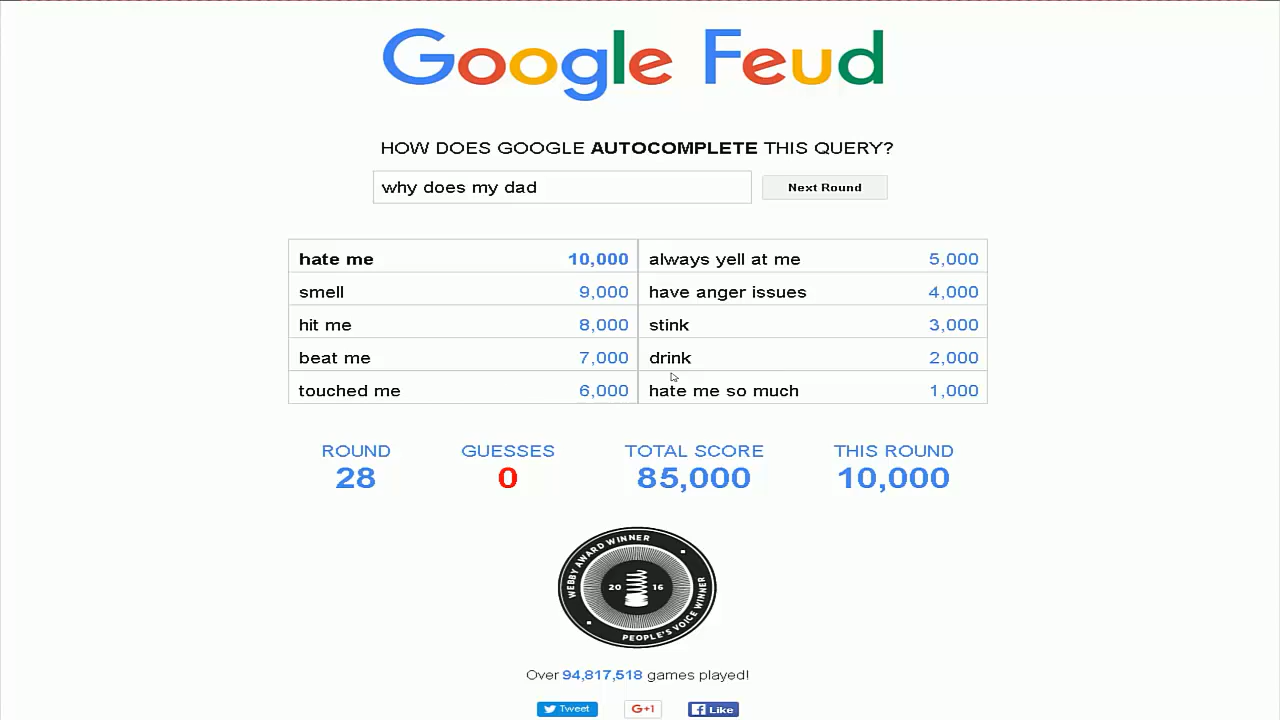 Google Feud
HOW DOES GOOGLE AUTOCOMPLETE THIS QUERY?
why does my dad
Next Round
hate me 10,000
smell 9,000
hit me 8,000
beat me 7,000
touched me 6,000
always yell at me 5,000
have anger issues 4,000
stink 3,000
drink 2,000
hate me so much 1,000
ROUND
28
GUESSES
0
TOTAL SCORE
85,000
THIS ROUND
10,000
WEBBY AWARD WINNER
20 16
PEOPLE'S VOICE WINNER
Over 94,817,518 games played!
Tweet
G+1
Like